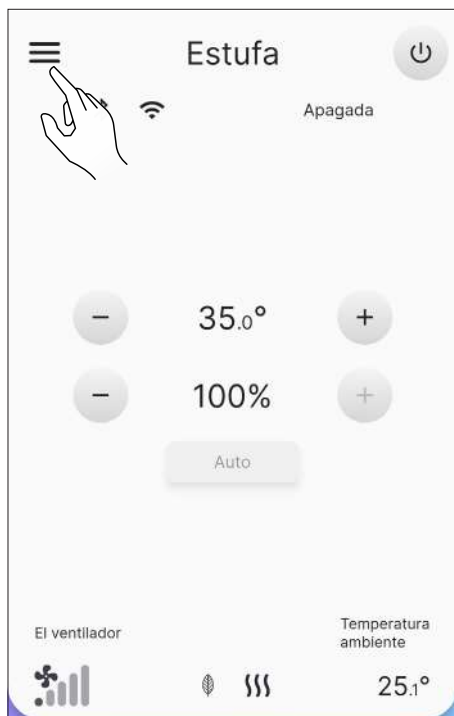 Estufa
Apagada
− 35.0° +
− 100% +
Auto
El ventilador
Temperatura
ambiente
25.1°